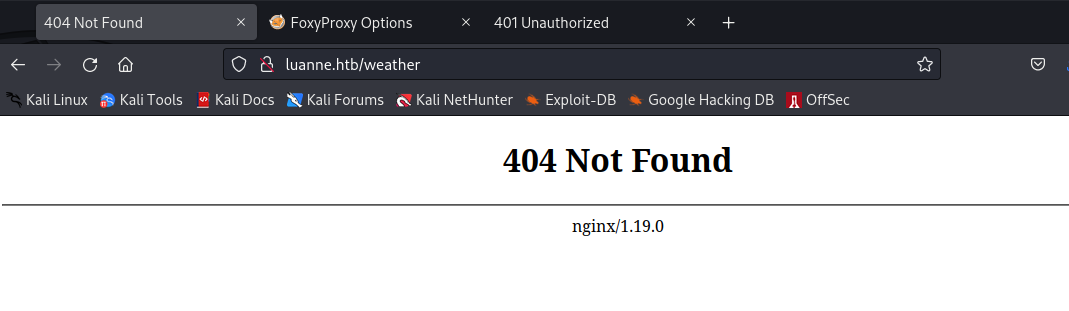 404 Not Found FoxyProxy Options 401 Unauthorized
luanne.htb/weather
Kali Linux Kali Tools Kali Docs Kali Forums Kali NetHunter Exploit-DB Google Hacking DB OffSec
404 Not Found
nginx/1.19.0